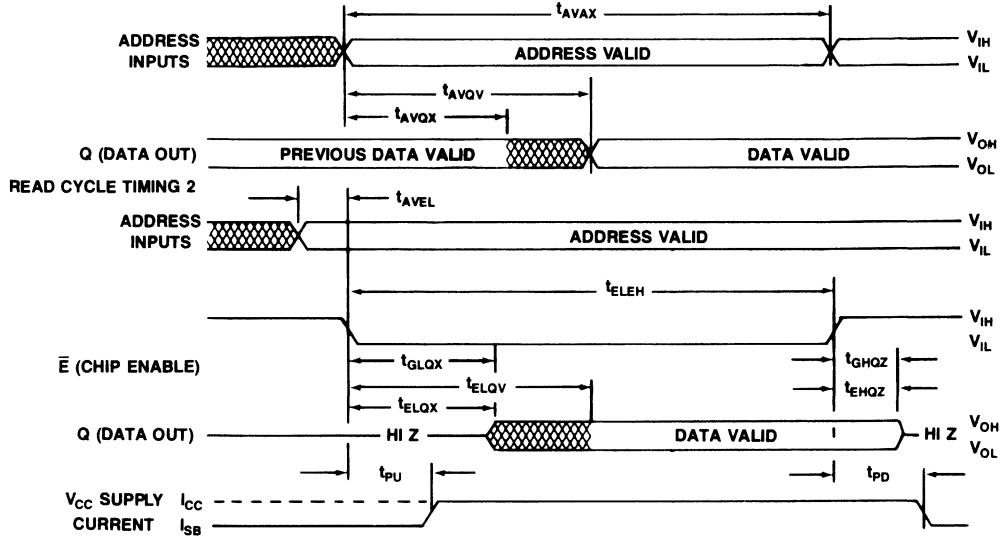 tAVAX
ADDRESS INPUTS
ADDRESS VALID
VIH
VIL
tAVQV
tAVQX
Q (DATA OUT)
PREVIOUS DATA VALID
DATA VALID
VOH
VOL
READ CYCLE TIMING 2
tAVEL
ADDRESS INPUTS
ADDRESS VALID
VIH
VIL
tELEH
VIH
VIL
E̅ (CHIP ENABLE)
tGLQX
tGHQZ
tELQV
tEHQZ
tELQX
Q (DATA OUT)
HI Z
DATA VALID
HI Z
VOH
VOL
tPU
tPD
VCC SUPPLY CURRENT
ICC
ISB